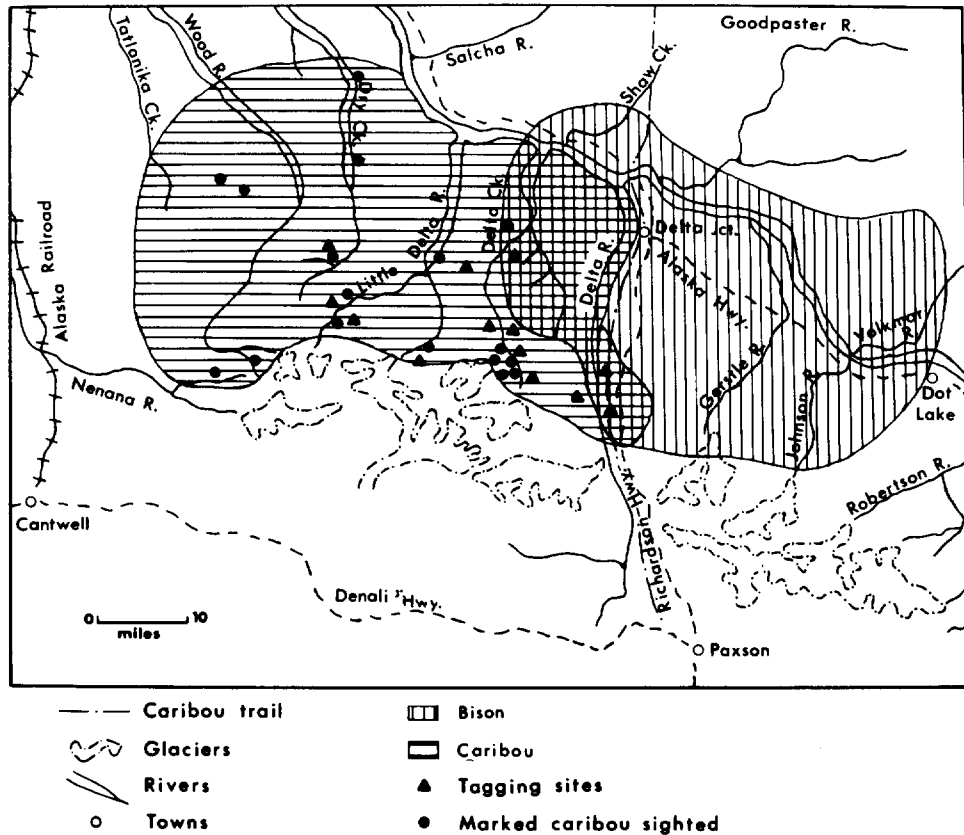 Tatlanika Ck.
Wood R.
Dry Ck.
Salcha R.
Goodpaster R.
Shaw Ck.
Little Delta R.
Delta Ck.
Delta R.
Delta Jct.
Alaska Hwy.
Gerstle R.
Johnson R.
Volkmar R.
Dot Lake
Robertson R.
Alaska Railroad
Nenana R.
Cantwell
Denali Hwy.
Richardson Hwy.
Paxson
0 10
miles
Caribou trail
Glaciers
Rivers
Towns
Bison
Caribou
Tagging sites
Marked caribou sighted